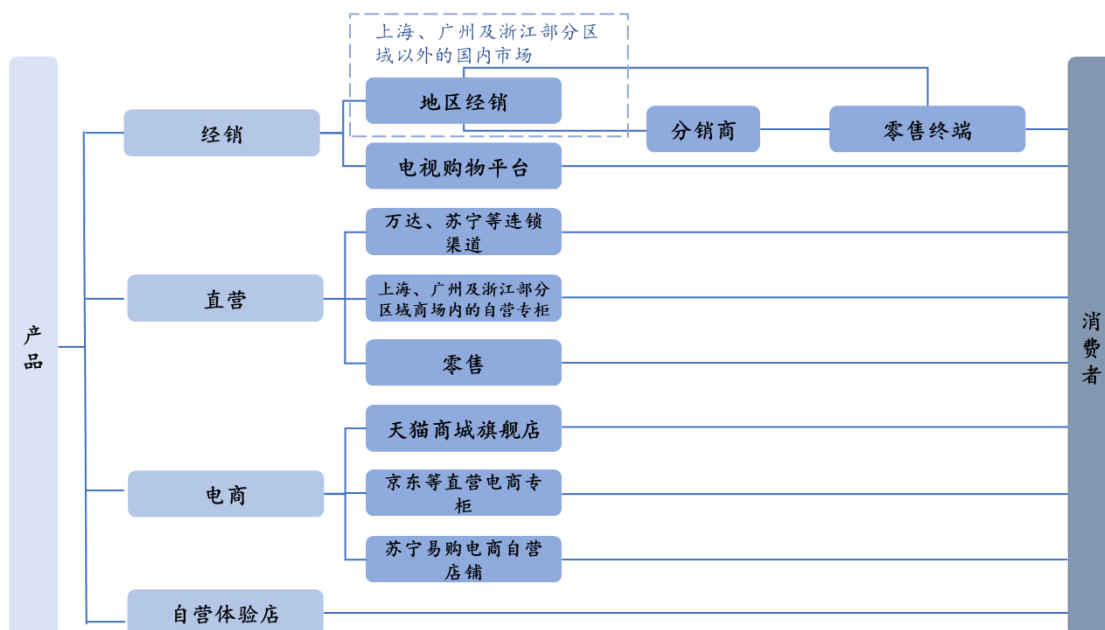 上海、广州及浙江部分区
域以外的国内市场
产品
经销
地区经销
分销商
零售终端
电视购物平台
直营
万达、苏宁等连锁
渠道
上海、广州及浙江部分
区域商场内的自营专柜
零售
电商
天猫商城旗舰店
京东等直营电商专
柜
苏宁易购电商自营
店铺
自营体验店
消费者